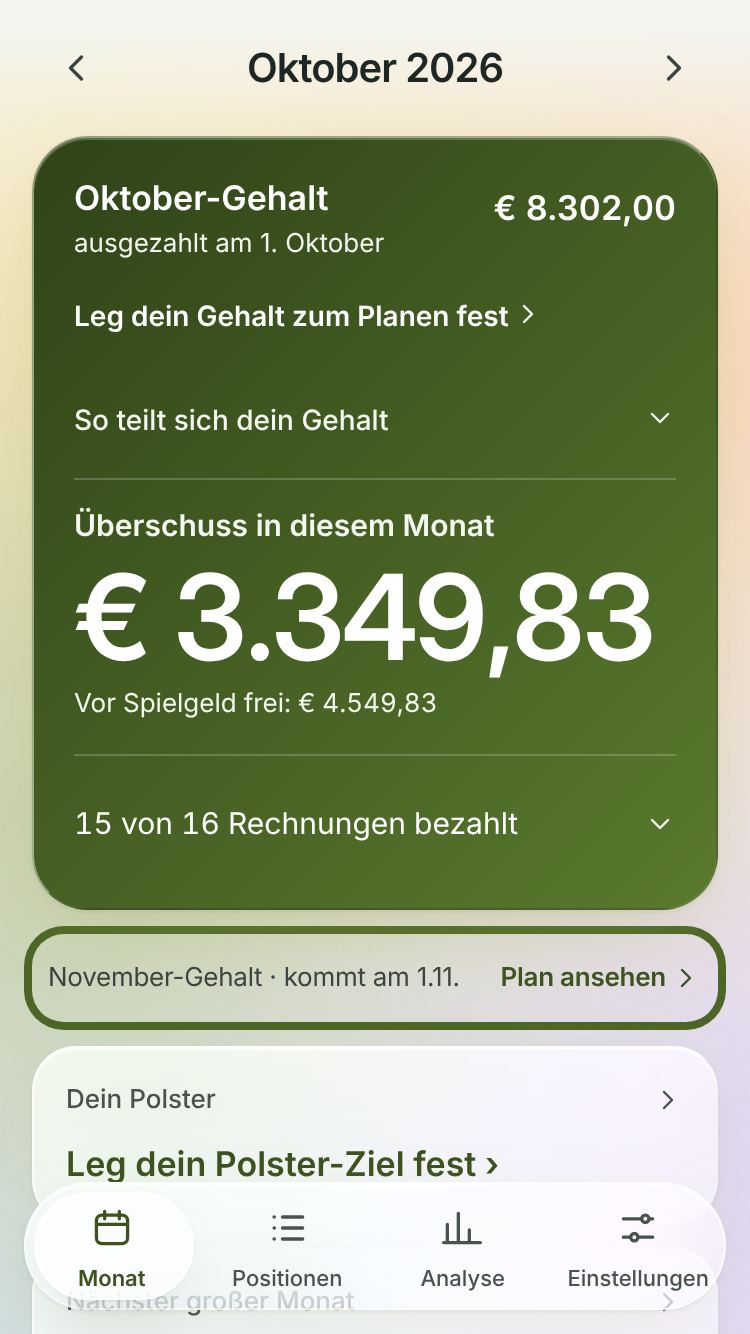 Oktober 2026
Oktober-Gehalt
€ 8.302,00
ausgezahlt am 1. Oktober
Leg dein Gehalt zum Planen fest
So teilt sich dein Gehalt
Überschuss in diesem Monat
€ 3.349,83
Vor Spielgeld frei: € 4.549,83
15 von 16 Rechnungen bezahlt
November-Gehalt · kommt am 1.11.
Plan ansehen
Dein Polster
Leg dein Polster-Ziel fest ›
Monat
Positionen
Analyse
Einstellungen
Nächster großer Monat